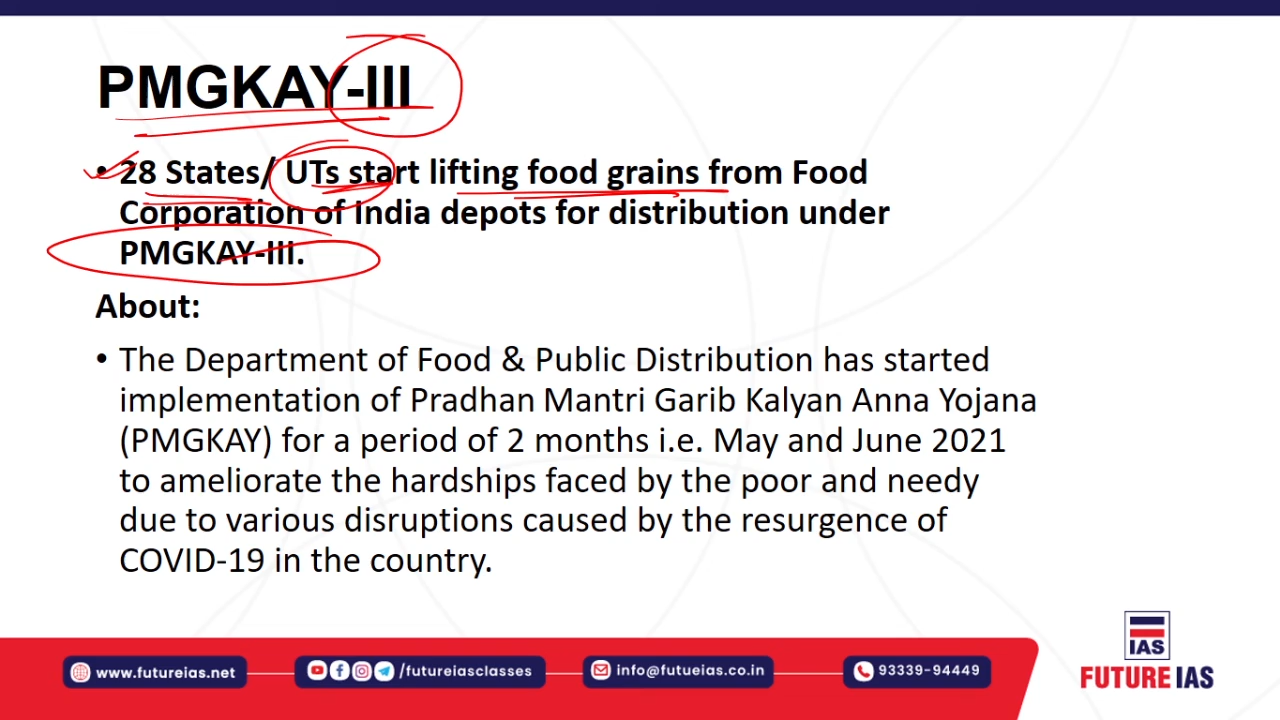 PMGKAY-III
• 28 States/ UTs start lifting food grains from Food
Corporation of India depots for distribution under
PMGKAY-III.
About:
• The Department of Food & Public Distribution has started
implementation of Pradhan Mantri Garib Kalyan Anna Yojana
(PMGKAY) for a period of 2 months i.e. May and June 2021
to ameliorate the hardships faced by the poor and needy
due to various disruptions caused by the resurgence of
COVID-19 in the country.
IAS
FUTURE IAS
www.futureias.net
/futureiasclasses
info@futueias.co.in
93339-94449